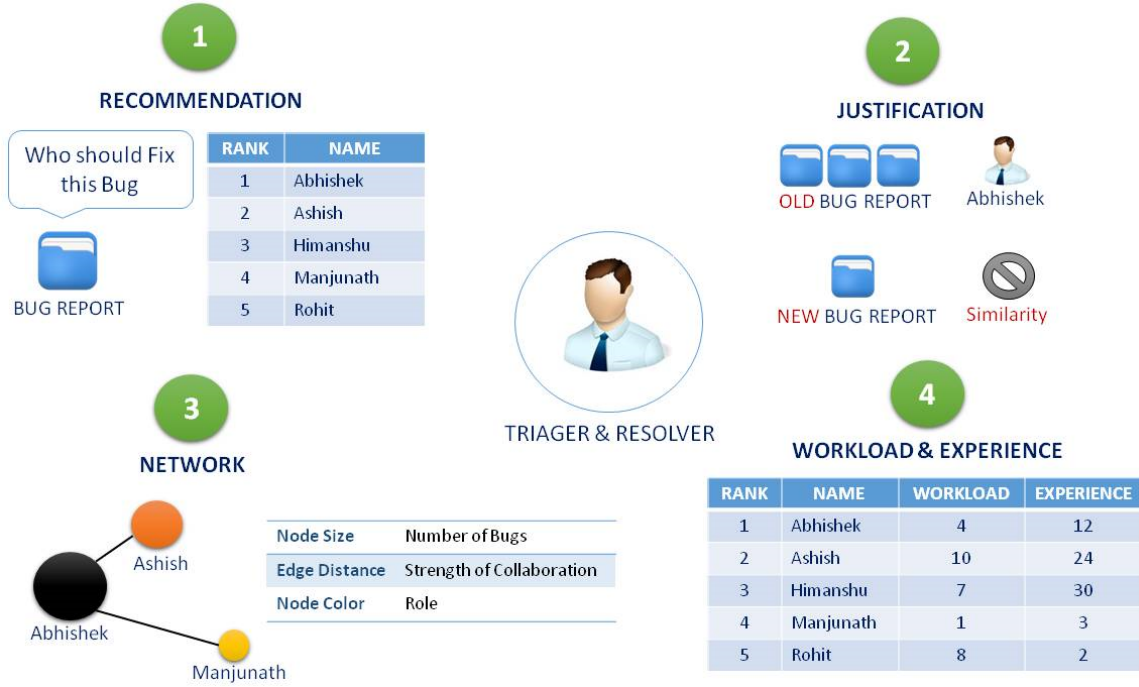 1
RECOMMENDATION
Who should Fix
this Bug
BUG REPORT
RANK NAME
1 Abhishek
2 Ashish
3 Himanshu
4 Manjunath
5 Rohit
2
JUSTIFICATION
OLD BUG REPORT Abhishek
NEW BUG REPORT Similarity
TRIAGER & RESOLVER
3
NETWORK
Ashish
Abhishek
Manjunath
Node Size Number of Bugs
Edge Distance Strength of Collaboration
Node Color Role
4
WORKLOAD & EXPERIENCE
RANK NAME WORKLOAD EXPERIENCE
1 Abhishek 4 12
2 Ashish 10 24
3 Himanshu 7 30
4 Manjunath 1 3
5 Rohit 8 2